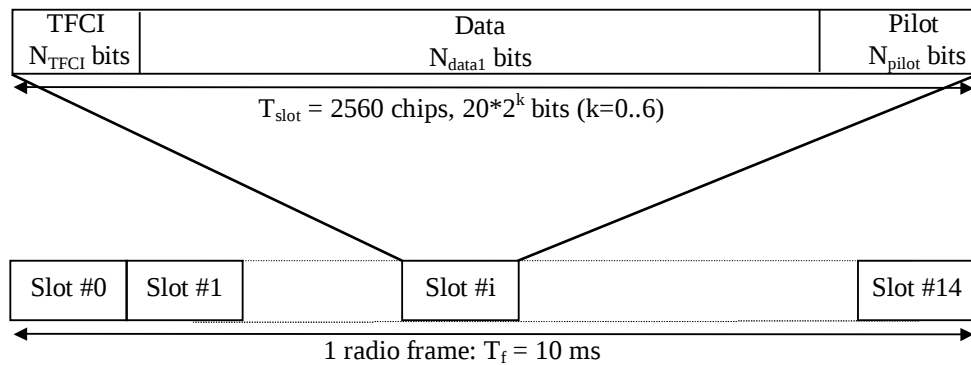 TFCI Data Pilot
N_TFCI bits N_data1 bits N_pilot bits
T_slot = 2560 chips, 20*2^k bits (k=0..6)
Slot #0 Slot #1 Slot #i Slot #14
1 radio frame: T_f = 10 ms